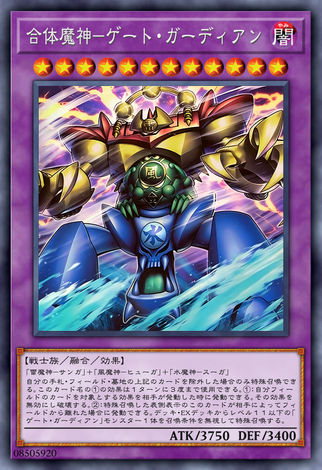 合体魔神－ゲート・ガーディアン
闇
やみ
風
水
【戦士族／融合／効果】
「雷魔神－サンガ」＋「風魔神－ヒューガ」＋「水魔神－スーガ」
自分の手札・フィールド・墓地の上記のカードを除外した場合のみ特殊召喚でき
る。このカード名の①の効果は１ターンに３度まで使用できる。①：自分フィー
ルドのカードを対象とする効果を相手が発動した時に発動できる。その効果を
無効にし破壊する。②：特殊召喚した表側表示のこのカードが相手によってフィ
ールドから離れた場合に発動できる。デッキ・EXデッキからレベル１１以下の「
ゲート・ガーディアン」モンスター１体を召喚条件を無視して特殊召喚する。
ATK/3750 DEF/3400
08505920